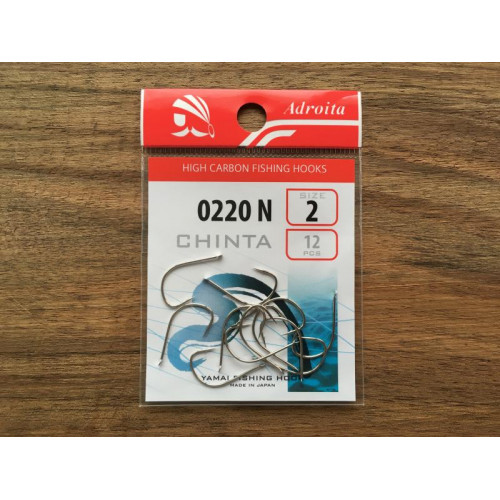 Adroita
HIGH CARBON FISHING HOOKS
0220 N
SIZE
2
CHINTA
12
PCS
YAMAI FISHING HOOK
MADE IN JAPAN